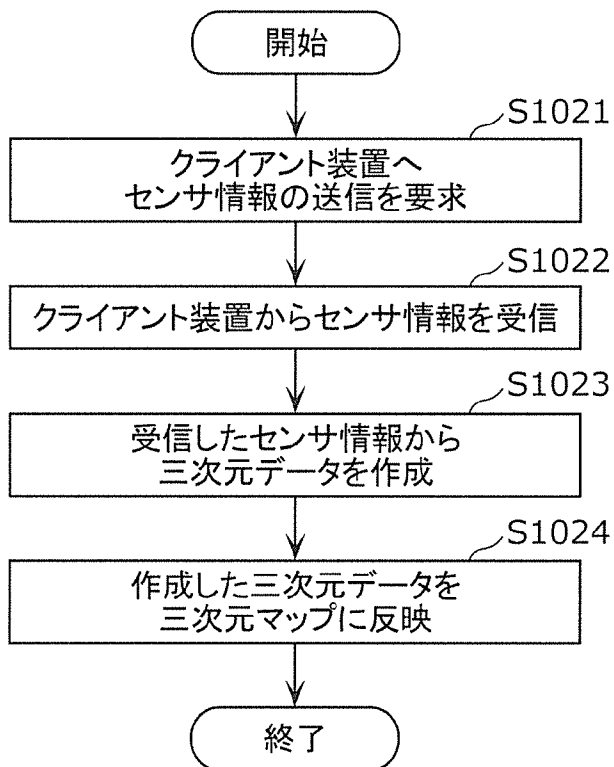 開始
S1021
クライアント装置へ
センサ情報の送信を要求
S1022
クライアント装置からセンサ情報を受信
S1023
受信したセンサ情報から
三次元データを作成
S1024
作成した三次元データを
三次元マップに反映
終了